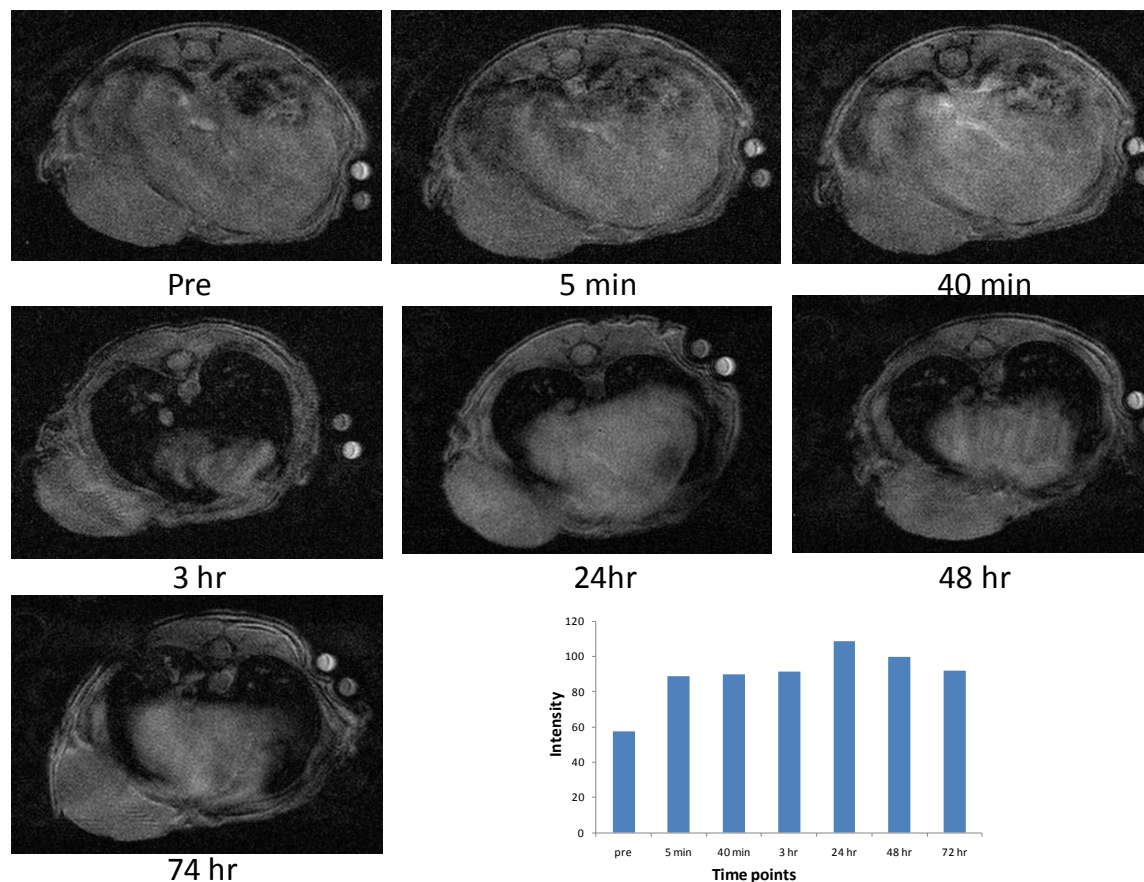 Pre
5 min
40 min
3 hr
24hr
48 hr
74 hr
120
100
80
60
40
20
0
Intensity
pre 5 min 40 min 3 hr 24 hr 48 hr 72 hr
Time points